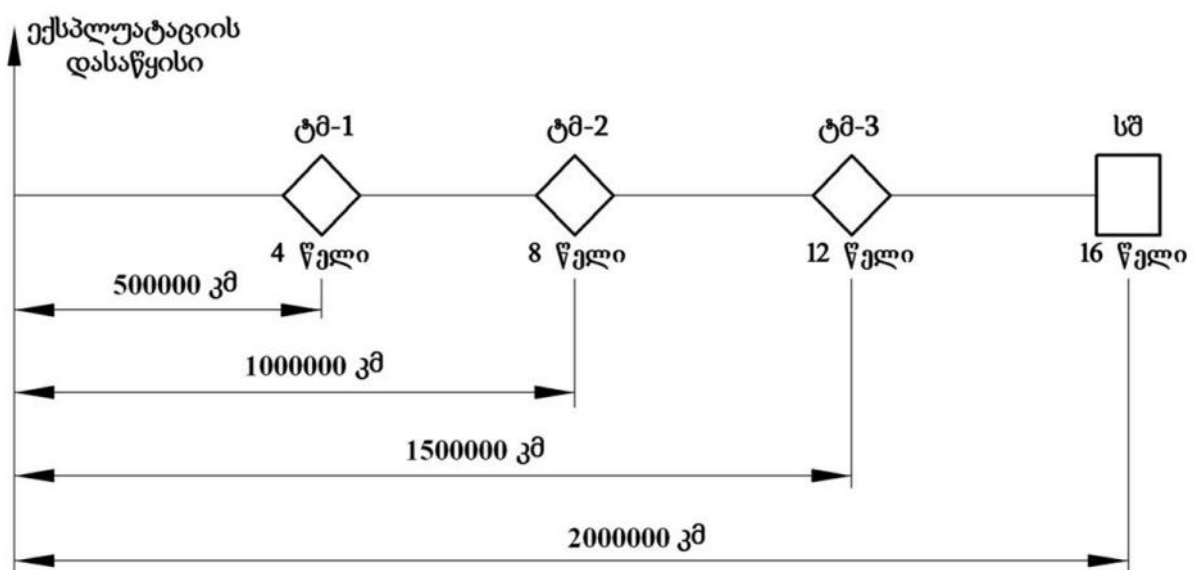 ექსპლუატაციის
დასაწყისი
ტმ-1
ტმ-2
ტმ-3
სშ
4 წელი
8 წელი
12 წელი
16 წელი
500000 კმ
1000000 კმ
1500000 კმ
2000000 კმ